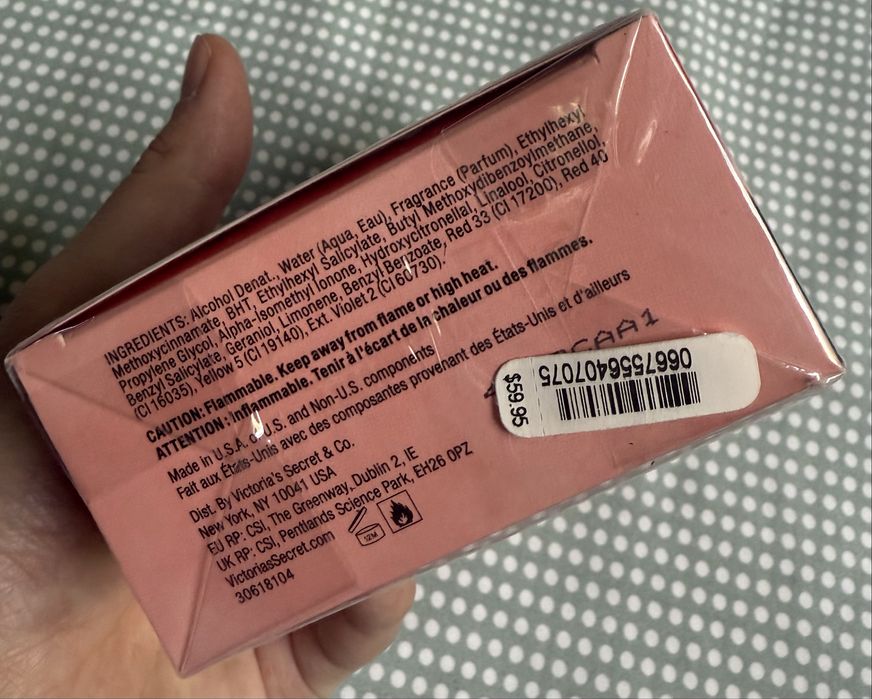 INGREDIENTS: Alcohol Denat., Water (Aqua, Eau), Fragrance (Parfum), Ethylhexyl
Methoxycinnamate, BHT, Ethylhexyl Salicylate, Butyl Methoxydibenzoylmethane,
Propylene Glycol, Alpha-Isomethyl Ionone, Hydroxycitronellal, Linalool, Citronellol,
Benzyl Salicylate, Geraniol, Limonene, Benzyl Benzoate, Red 33 (CI 17200), Red 40
(CI 16035), Yellow 5 (CI 19140), Ext. Violet 2 (CI 60730).
CAUTION: Flammable. Keep away from flame or high heat.
ATTENTION: Inflammable. Tenir à l'écart de la chaleur ou des flammes.
Made in U.S.A. of U.S. and Non-U.S. components
Fait aux États-Unis avec des composantes provenant des États-Unis et d'ailleurs
Dist. By Victoria's Secret & Co.
New York, NY 10041 USA
EU RP: CSI, The Greenway, Dublin 2, IE
UK RP: CSI, Pentlands Science Park, EH26 0PZ
VictoriasSecret.com
30618104
12M
0667556407075
$59.95